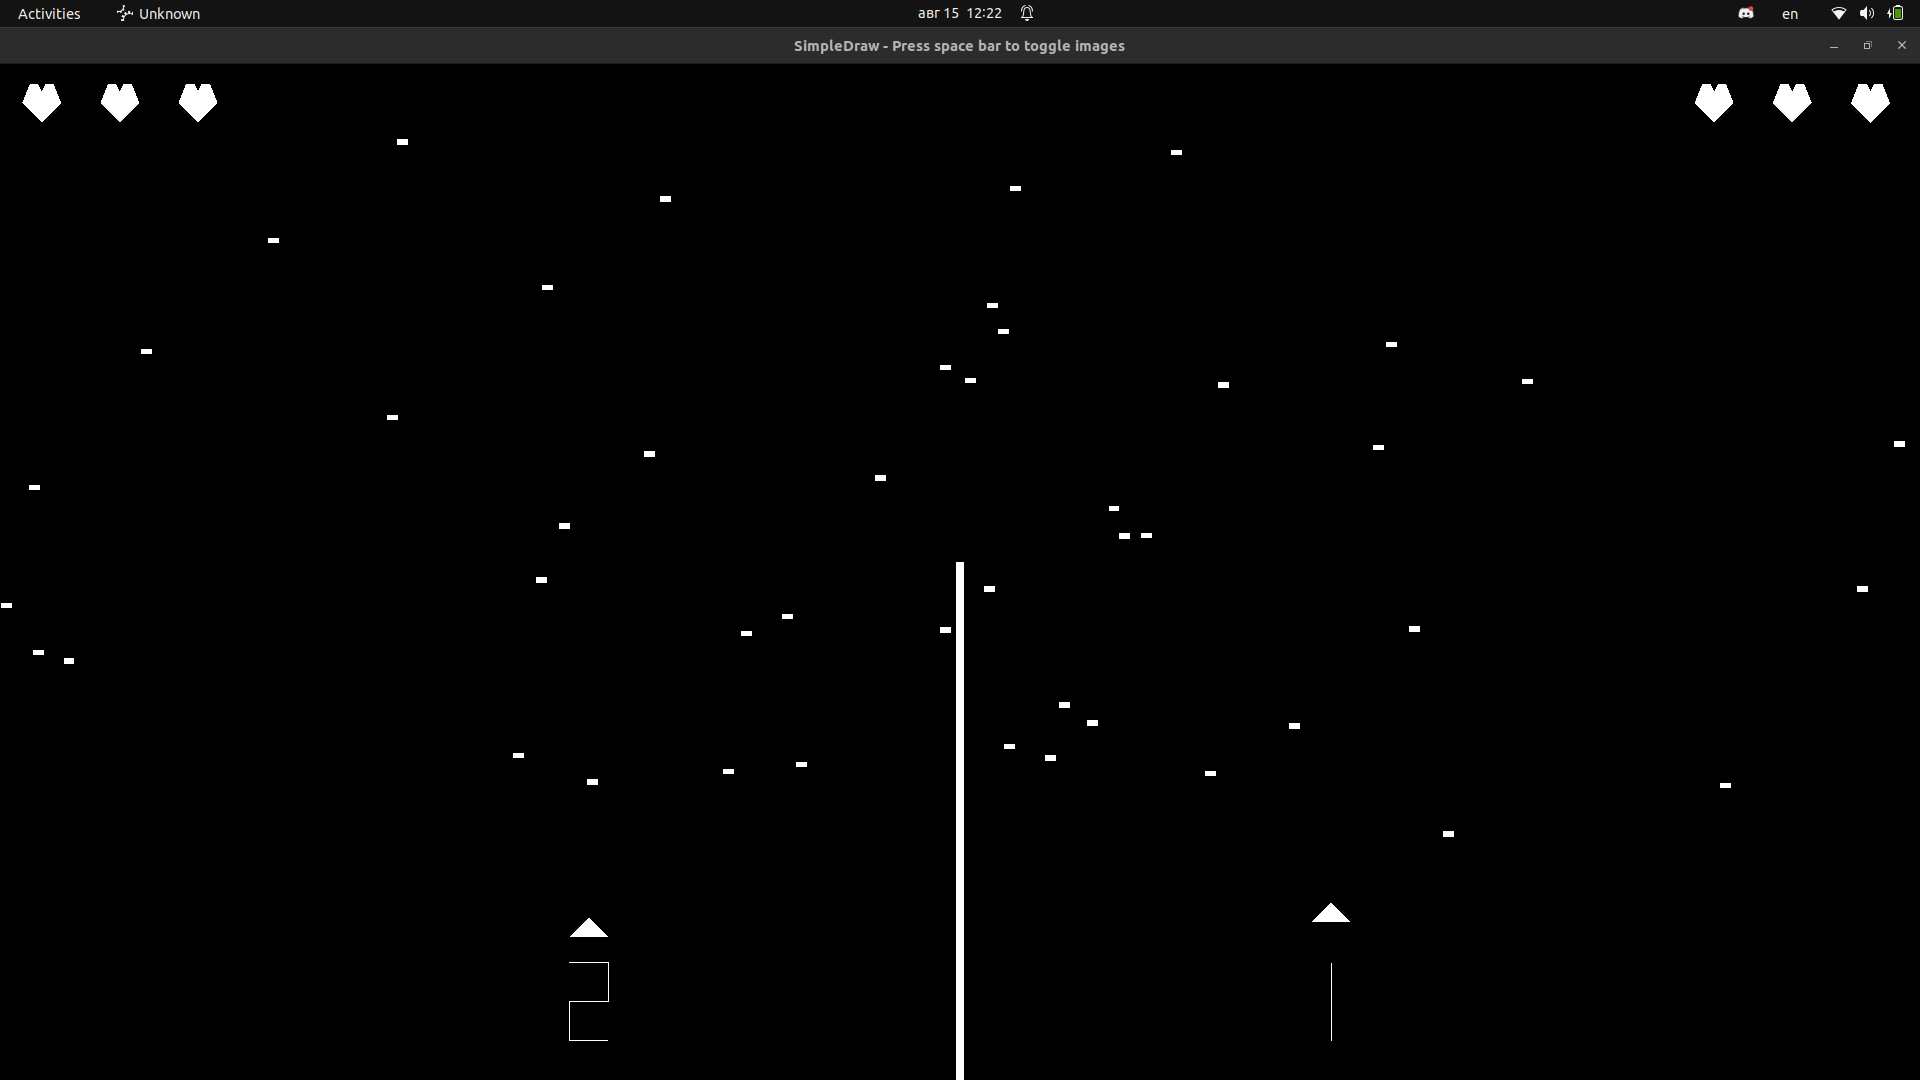 Activities
Unknown
авг 15 12:22
en
SimpleDraw - Press space bar to toggle images
2 1